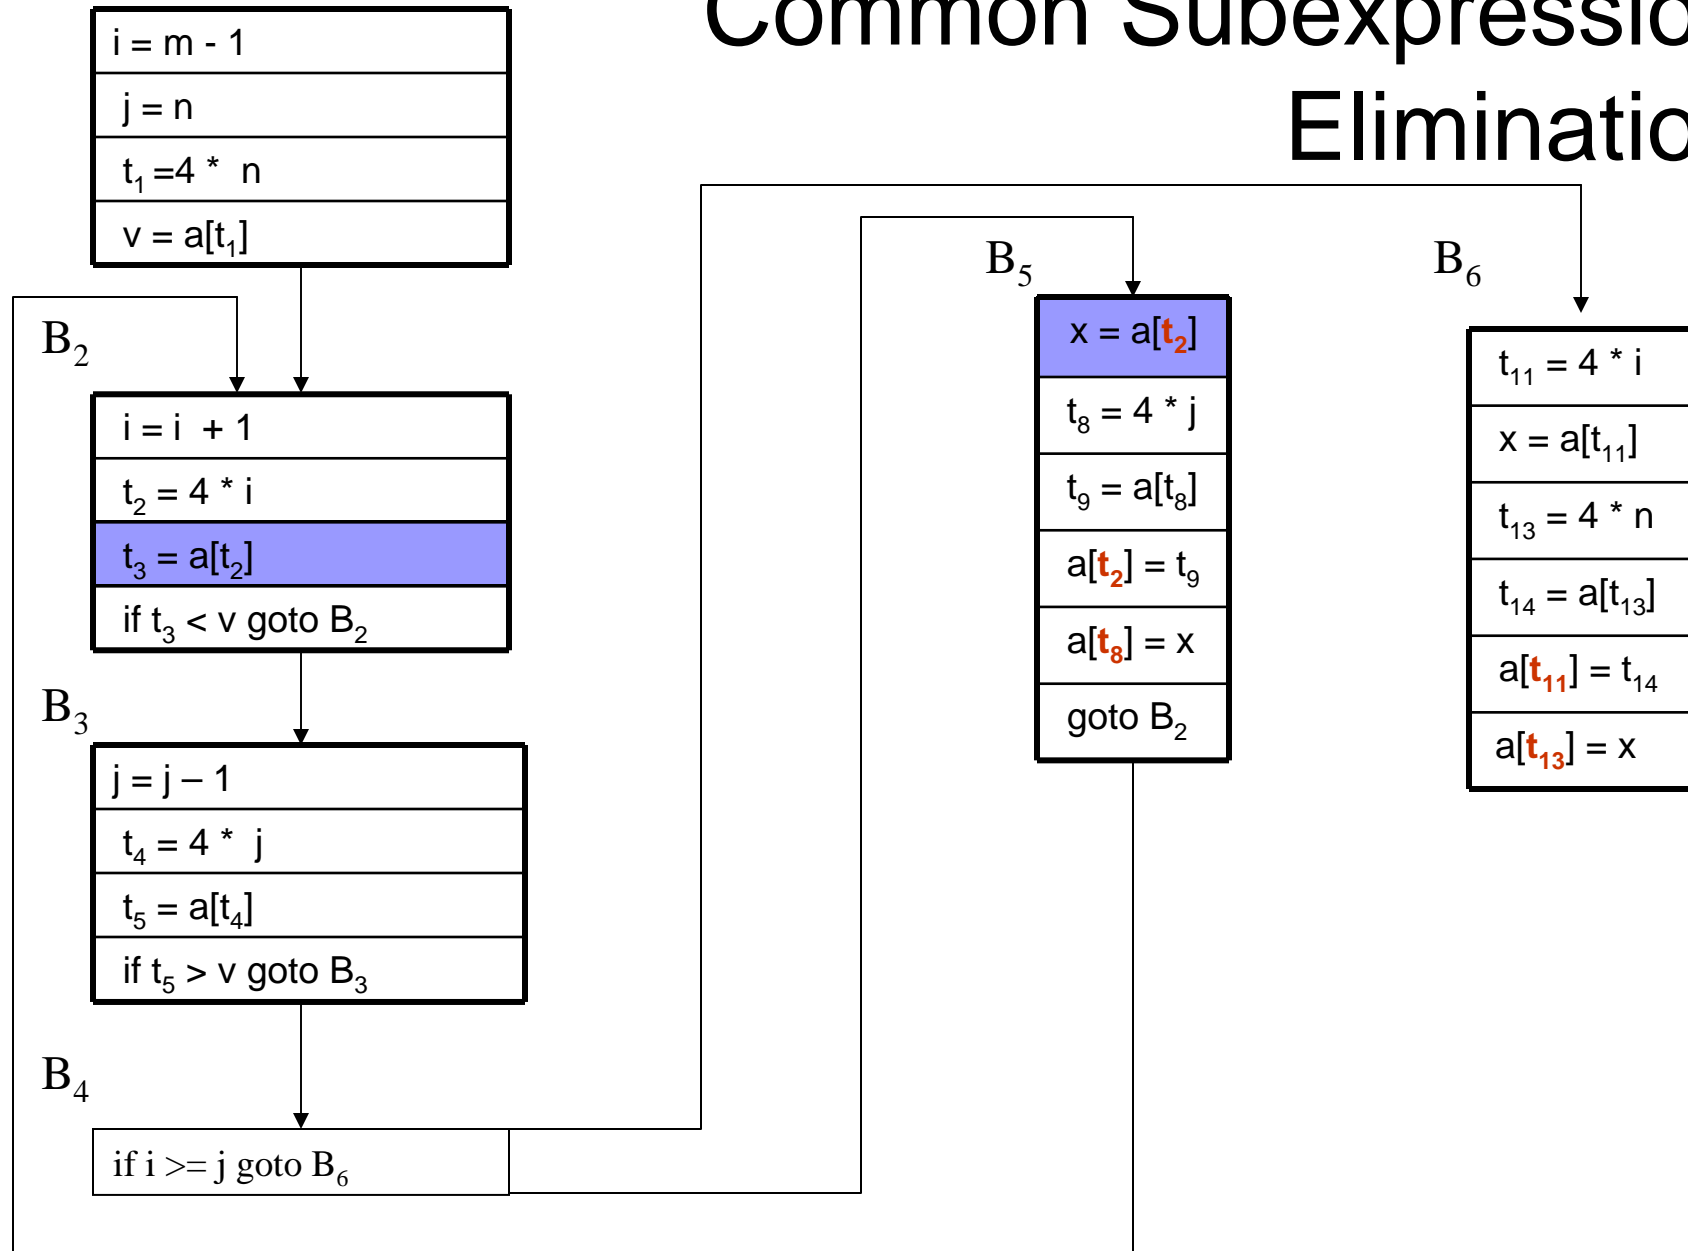 Common Subexpressio
Eliminatio
i = m - 1
j = n
t₁ =4 * n
v = a[t₁]
B₂
i = i + 1
t₂ = 4 * i
t₃ = a[t₂]
if t₃ < v goto B₂
B₃
j = j – 1
t₄ = 4 * j
t₅ = a[t₄]
if t₅ > v goto B₃
B₄
if i >= j goto B₆
B₅
x = a[t₂]
t₈ = 4 * j
t₉ = a[t₈]
a[t₂] = t₉
a[t₈] = x
goto B₂
B₆
t₁₁ = 4 * i
x = a[t₁₁]
t₁₃ = 4 * n
t₁₄ = a[t₁₃]
a[t₁₁] = t₁₄
a[t₁₃] = x